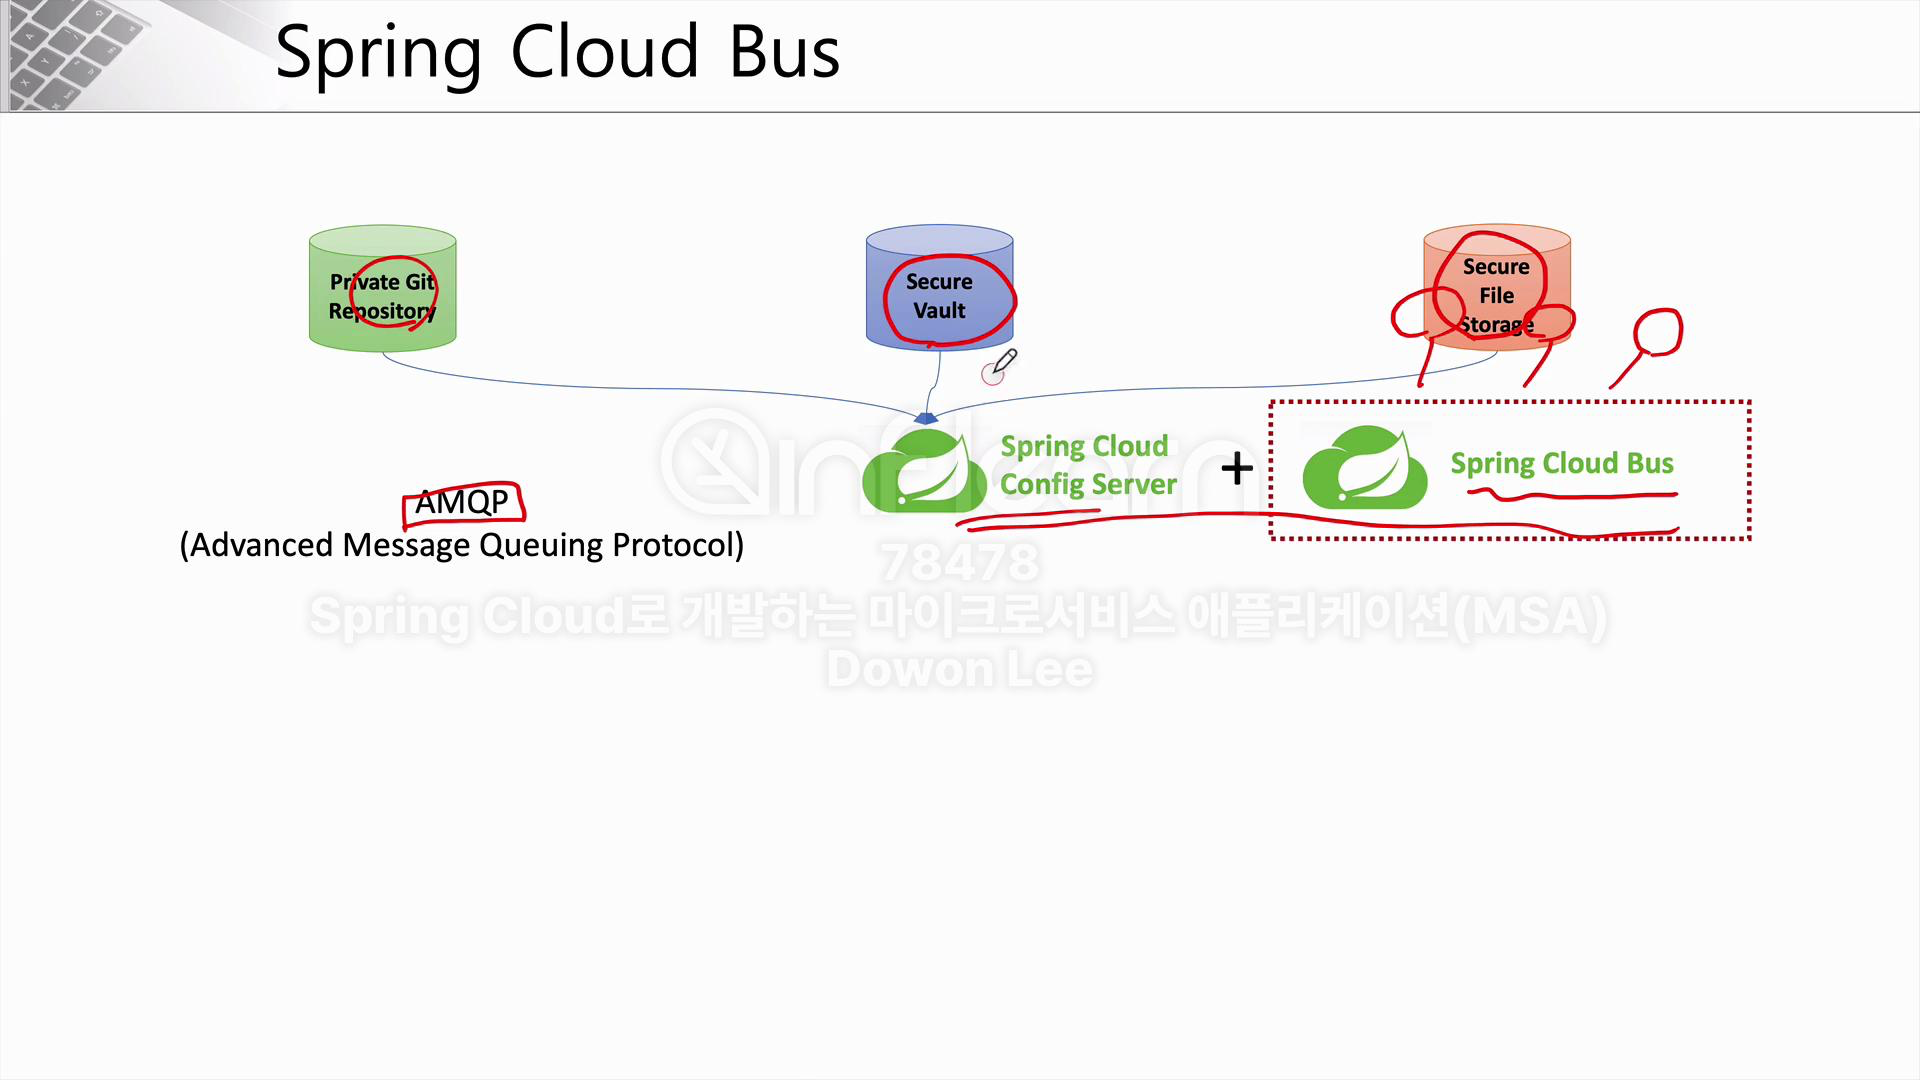 Spring Cloud Bus
Private Git
Repository
Secure
Vault
Secure
File
Storage
Spring Cloud
Config Server
+
Spring Cloud Bus
AMQP
(Advanced Message Queuing Protocol)
inflearn
78478
Spring Cloud로 개발하는 마이크로서비스 애플리케이션(MSA)
Dowon Lee